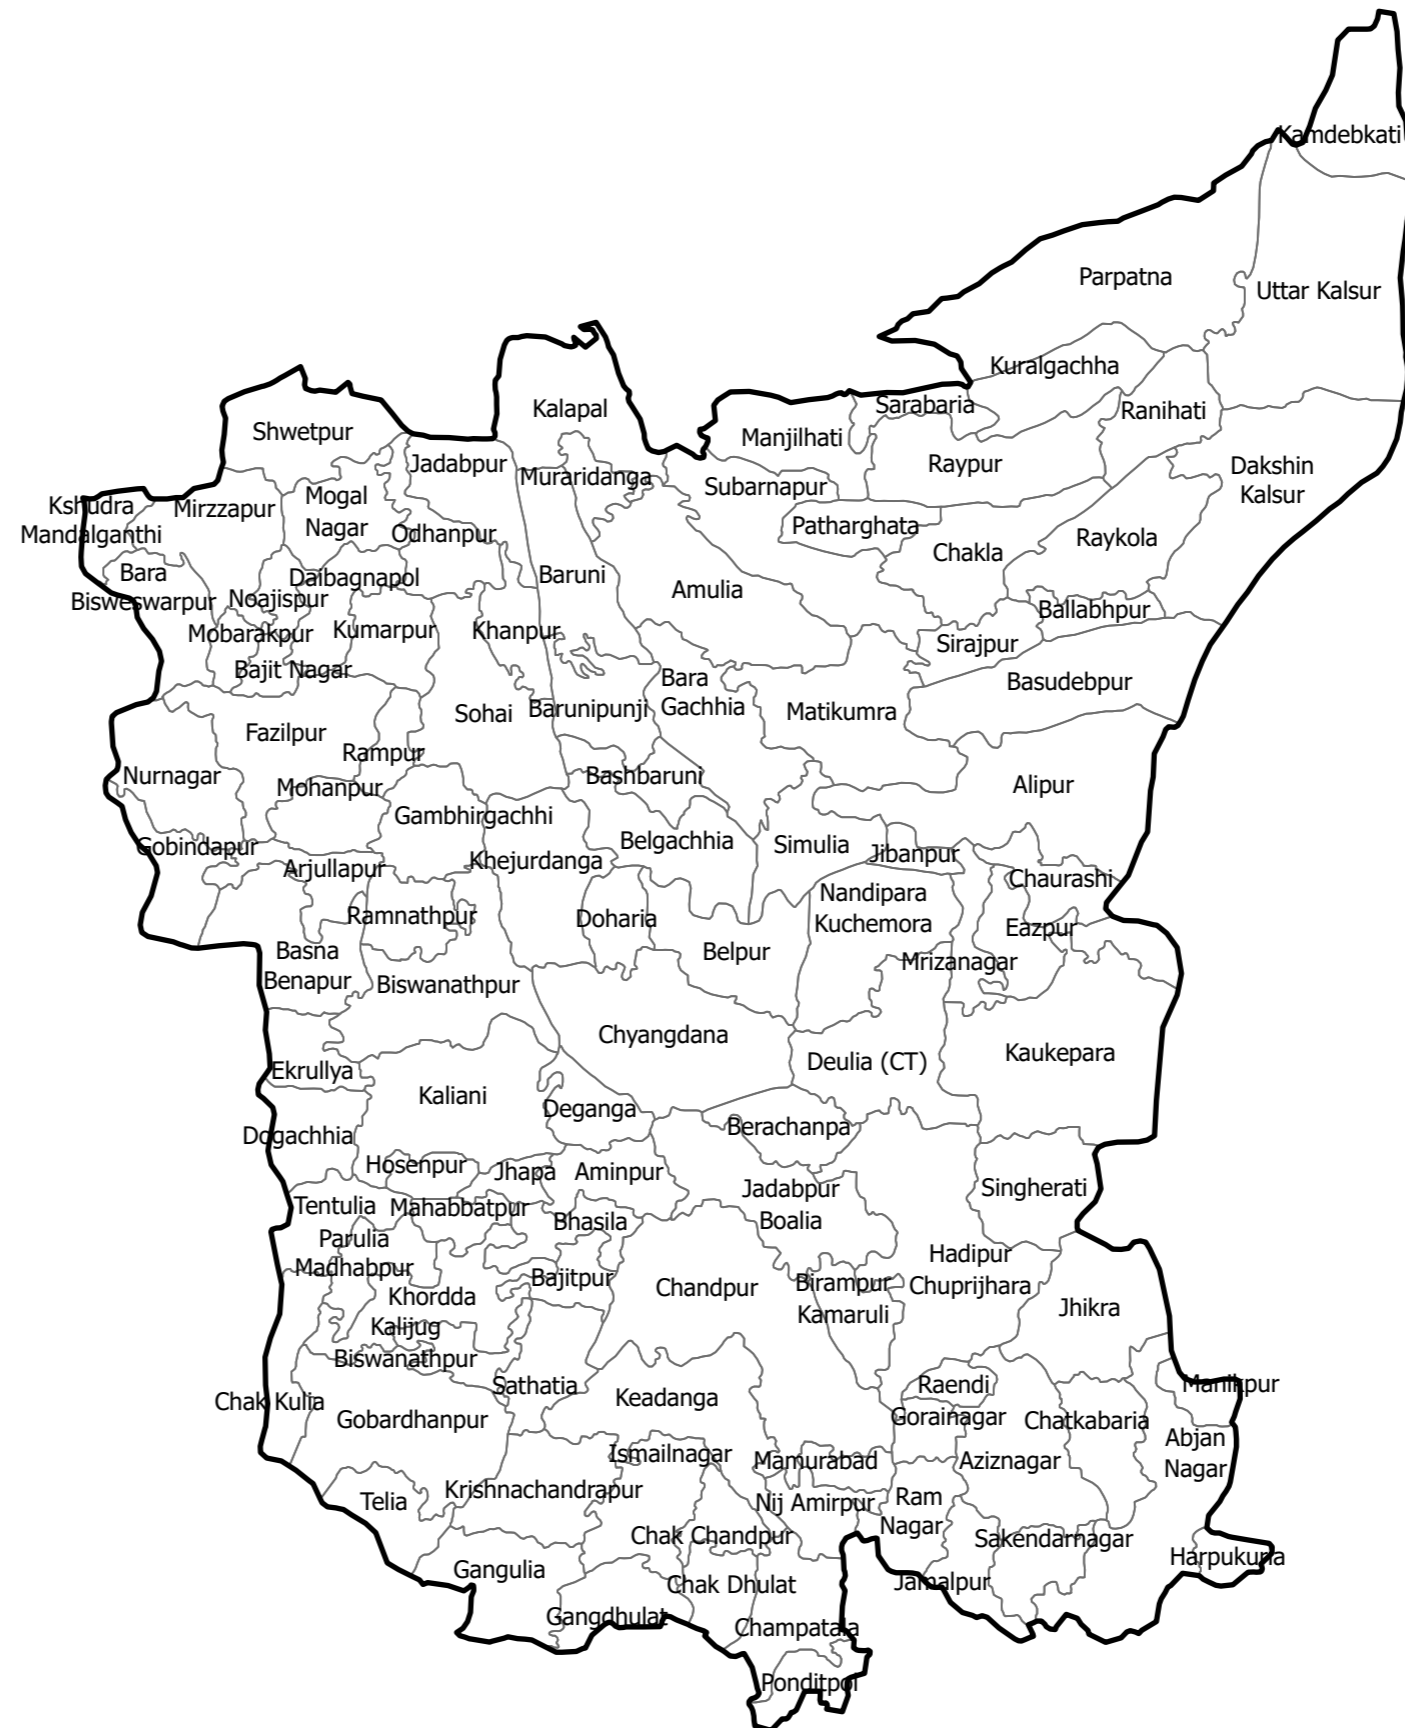 Kamdebkati
Parpatna
Uttar Kalsur
Kuralgachha
Sarabaria
Ranihati
Kalapal
Shwetpur
Manjilhati
Jadabpur
Raypur
Muraridanga
Dakshin
Kalsur
Subarnapur
Mogal
Nagar
Kshudra
Mandalganthi
Mirzzapur
Patharghata
Odhanpur
Raykola
Chakla
Bara
Bisweswarpur
Daibagnapol
Baruni
Amulia
Noajispur
Ballabhpur
Mobarakpur
Kumarpur
Khanpur
Sirajpur
Bajit Nagar
Bara
Gachhia
Basudebpur
Sohai
Barunipunji
Matikumra
Fazilpur
Rampur
Nurnagar
Bashbaruni
Mohanpur
Alipur
Gambhirgachhi
Belgachhia
Simulia
Gobindapur
Jibanpur
Arjullapur
Khejurdanga
Chaurashi
Nandipara
Kuchemora
Ramnathpur
Doharia
Eazpur
Basna
Benapur
Belpur
Mrizanagar
Biswanathpur
Chyangdana
Kaukepara
Deulia (CT)
Ekrullya
Kaliani
Deganga
Berachanpa
Dogachhia
Hosenpur
Jhapa
Aminpur
Jadabpur
Boalia
Singherati
Tentulia
Mahabbatpur
Bhasila
Parulia
Madhabpur
Hadipur
Chuprijhara
Bajitpur
Chandpur
Birampur
Kamaruli
Khordda
Kalijug
Jhikra
Biswanathpur
Sathatia
Raendi
Manikpur
Chak Kulia
Keadanga
Gobardhanpur
Gorainagar
Chatkabaria
Abjan
Nagar
Ismailnagar
Mamurabad
Aziznagar
Krishnachandrapur
Telia
Nij Amirpur
Ram
Nagar
Chak Chandpur
Sakendarnagar
Harpukuria
Gangulia
Chak Dhulat
Jamalpur
Gangdhulat
Champatala
Ponditpol